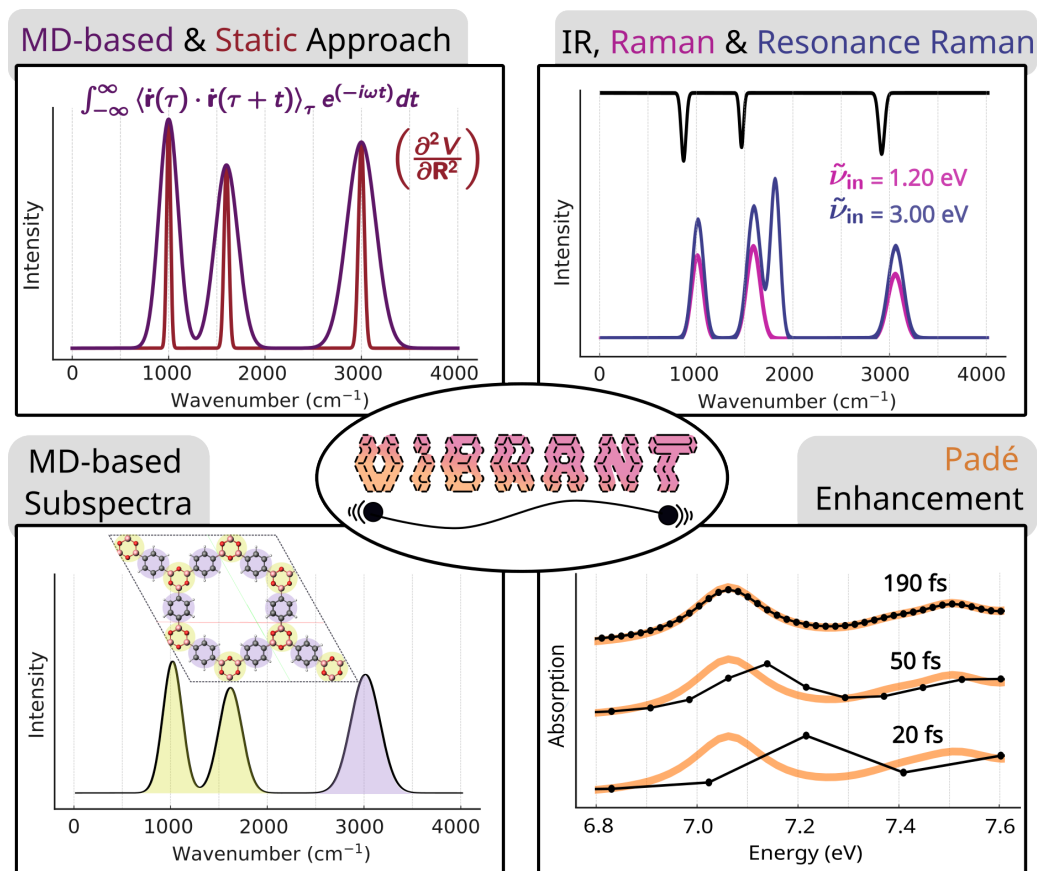 MD-based & Static Approach
∫_{-∞}^{∞} ⟨ṙ(τ) · ṙ(τ + t)⟩_τ e^{(−iωt)}dt
(∂²V/∂R²)
Intensity
0 1000 2000 3000 4000
Wavenumber (cm⁻¹)
IR, Raman & Resonance Raman
ν̃_in = 1.20 eV
ν̃_in = 3.00 eV
Intensity
0 1000 2000 3000 4000
Wavenumber (cm⁻¹)
ViBRANT
MD-based
Subspectra
Intensity
0 1000 2000 3000 4000
Wavenumber (cm⁻¹)
Padé
Enhancement
190 fs
50 fs
20 fs
Absorption
6.8 7.0 7.2 7.4 7.6
Energy (eV)